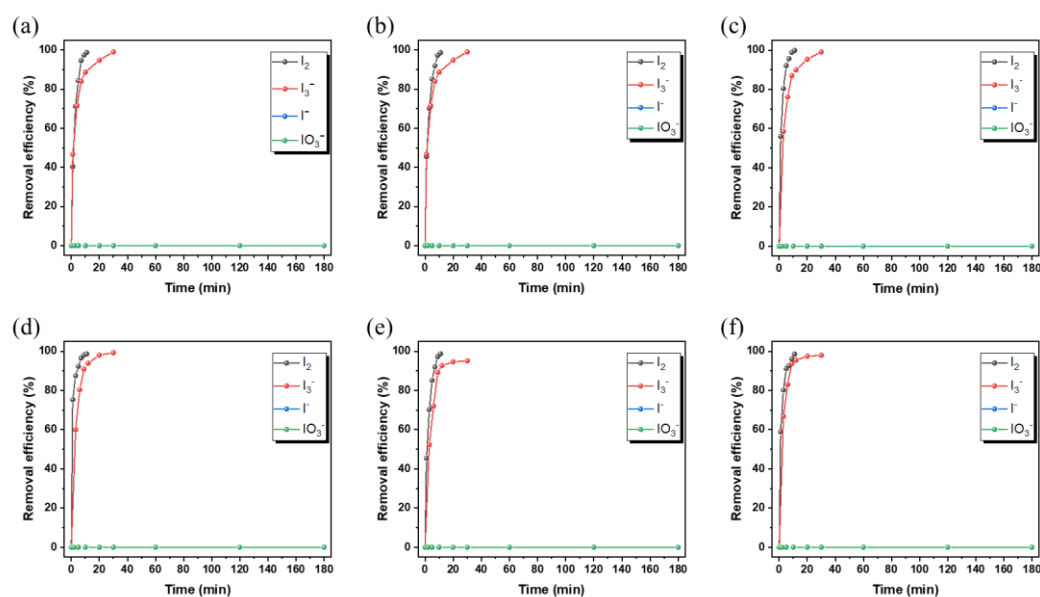 (a)
Removal efficiency (%)
100
80
60
40
20
0
0 20 40 60 80 100 120 140 160 180
Time (min)
I₂
I₃⁻
I⁻
IO₃⁻
(b)
Removal efficiency (%)
100
80
60
40
20
0
0 20 40 60 80 100 120 140 160 180
Time (min)
I₂
I₃⁻
I⁻
IO₃⁻
(c)
Removal efficiency (%)
100
80
60
40
20
0
0 20 40 60 80 100 120 140 160 180
Time (min)
I₂
I₃⁻
I⁻
IO₃⁻
(d)
Removal efficiency (%)
100
80
60
40
20
0
0 20 40 60 80 100 120 140 160 180
Time (min)
I₂
I₃⁻
I⁻
IO₃⁻
(e)
Removal efficiency (%)
100
80
60
40
20
0
0 20 40 60 80 100 120 140 160 180
Time (min)
I₂
I₃⁻
I⁻
IO₃⁻
(f)
Removal efficiency (%)
100
80
60
40
20
0
0 20 40 60 80 100 120 140 160 180
Time (min)
I₂
I₃⁻
I⁻
IO₃⁻